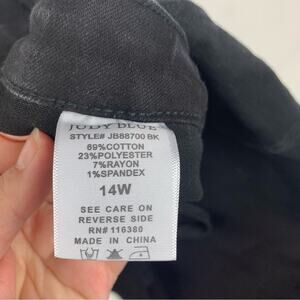 JUDY BLUE
STYLE# JB88700 BK
69%COTTON
23%POLYESTER
7%RAYON
1%SPANDEX
14W
SEE CARE ON
REVERSE SIDE
RN# 116380
MADE IN CHINA